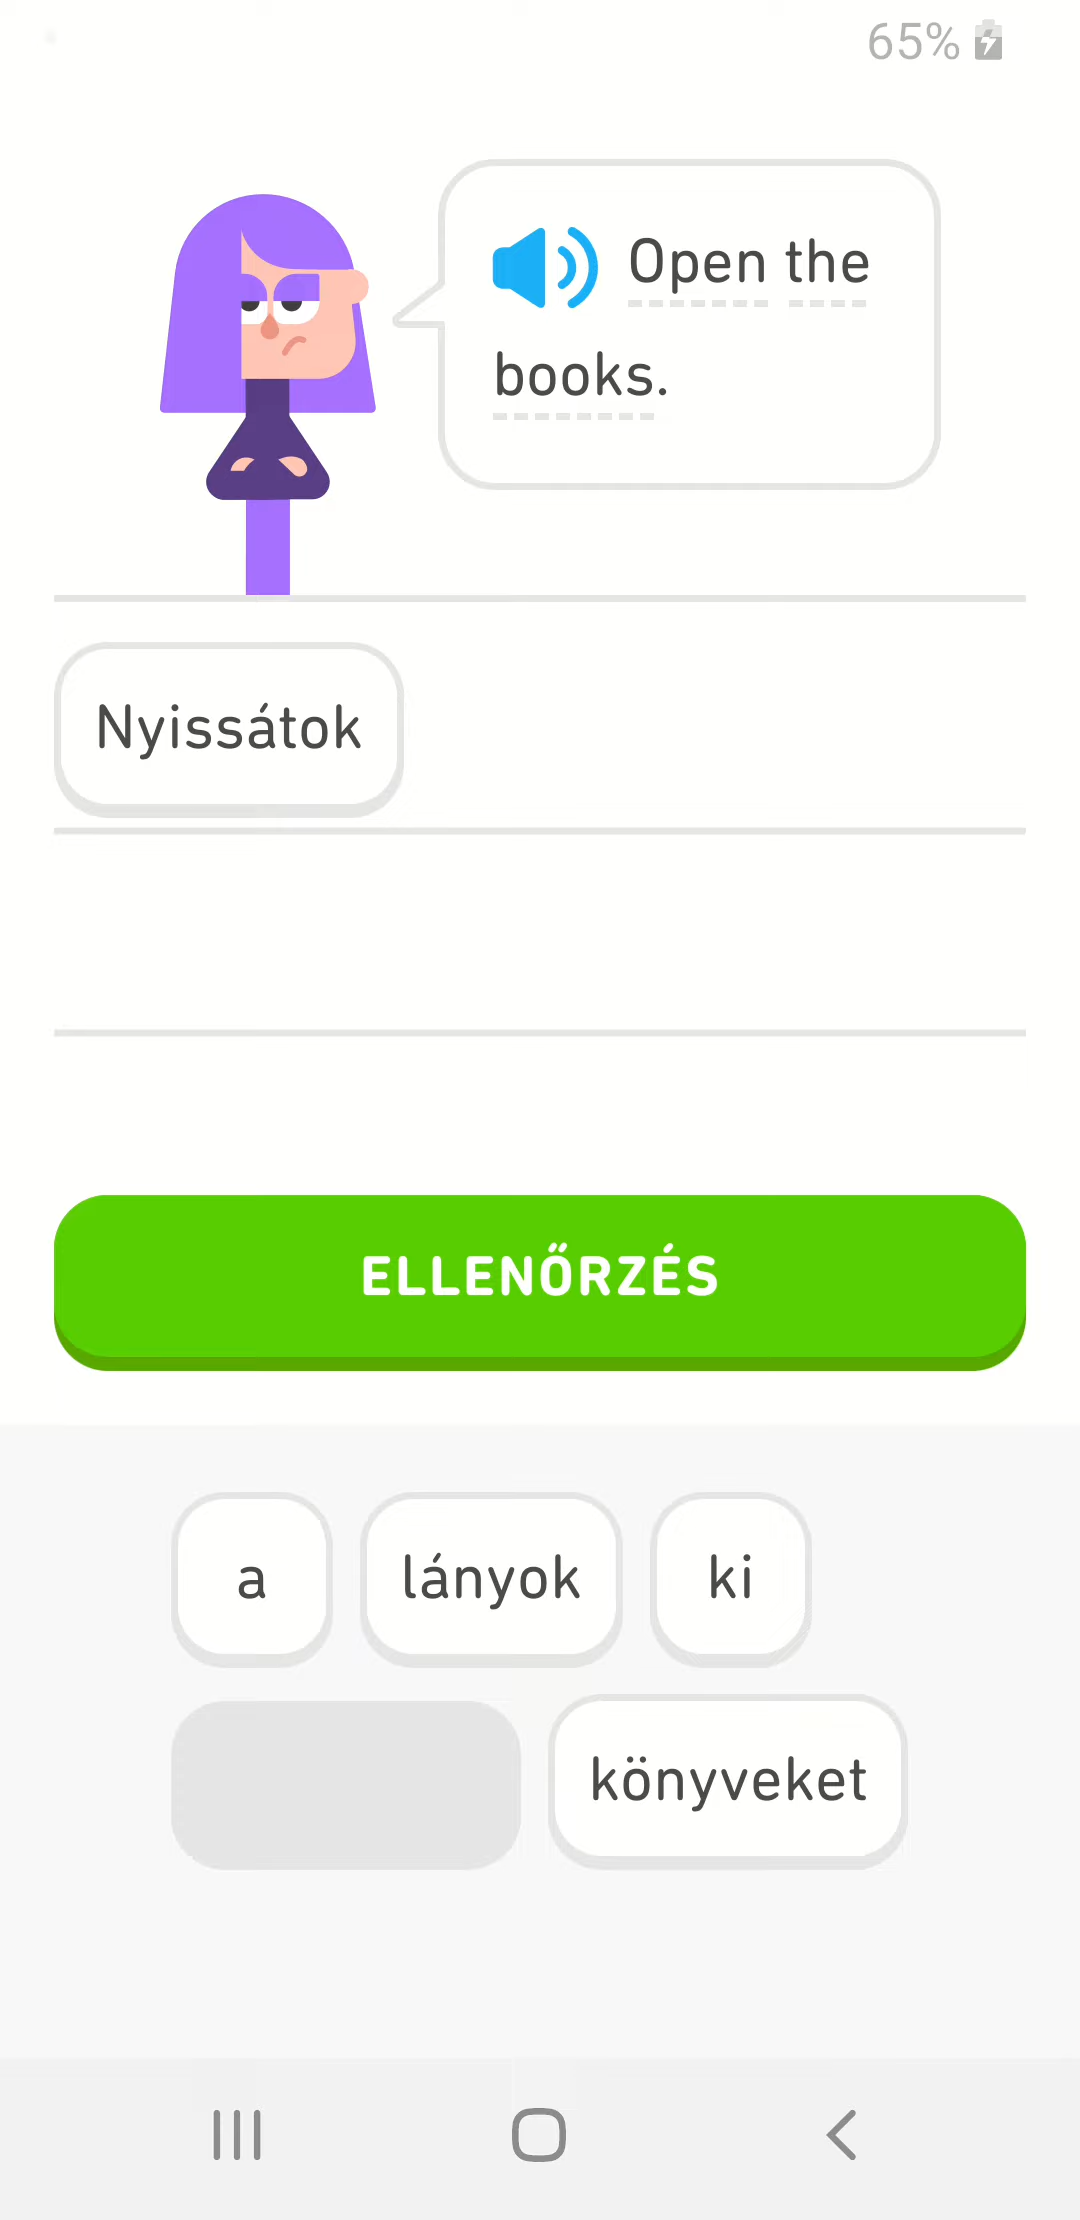 65%
Open the
books.
Nyissátok
ELLENŐRZÉS
a lányok ki
könyveket